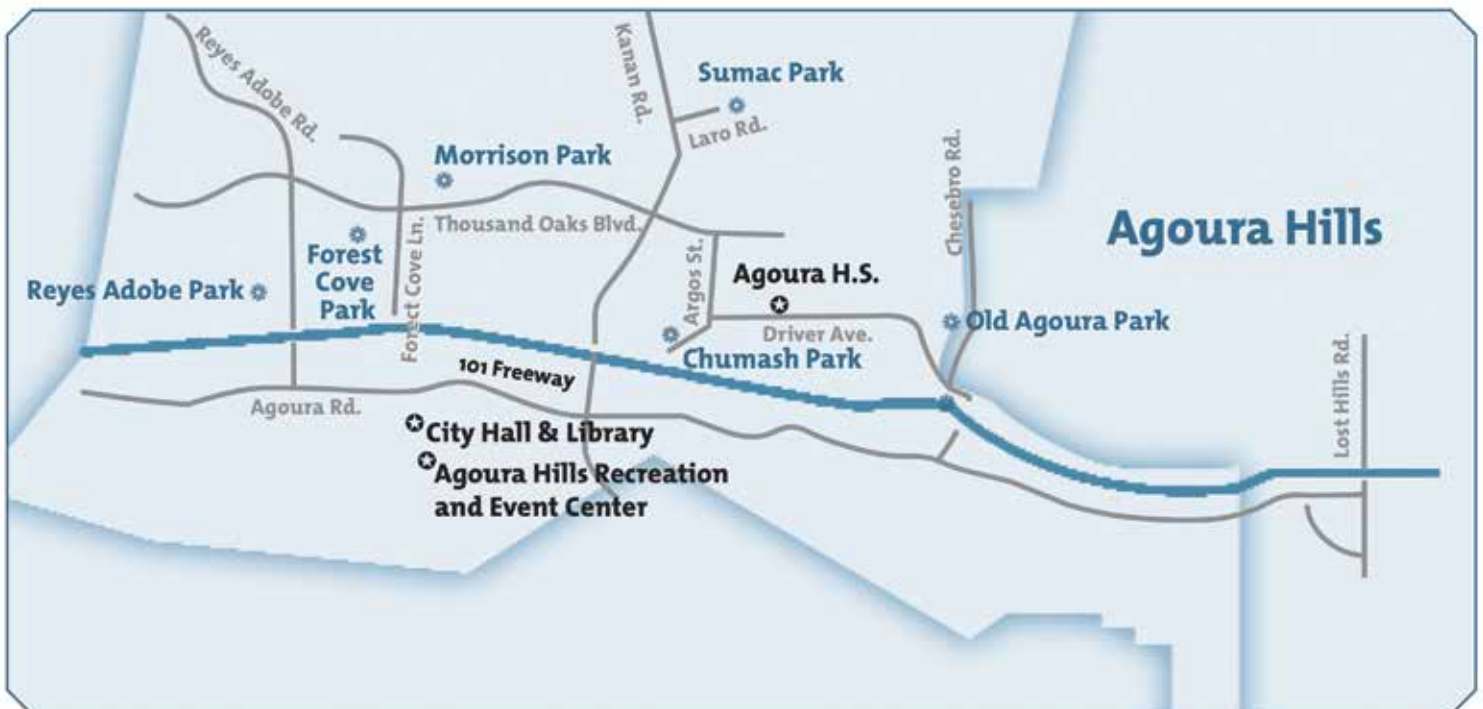 Reyes Adobe Rd.
Kanan Rd.
Sumac Park
Laro Rd.
Morrison Park
Chesebro Rd.
Thousand Oaks Blvd.
Agoura Hills
Forest
Cove
Park
Forect Cove Ln.
Argos St.
Agoura H.S.
Reyes Adobe Park
Driver Ave.
Old Agoura Park
Chumash Park
101 Freeway
Lost Hills Rd.
Agoura Rd.
City Hall & Library
Agoura Hills Recreation
and Event Center